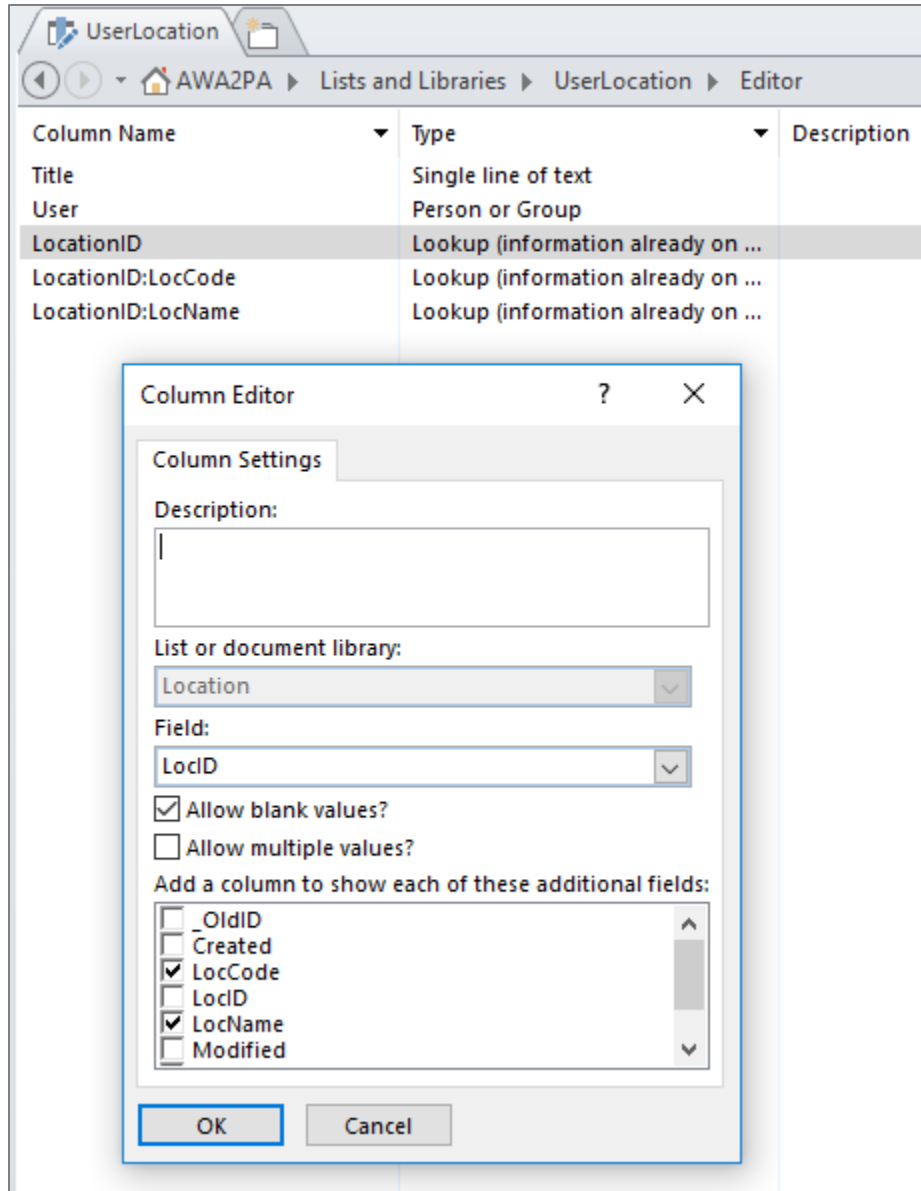 UserLocation
AWA2PA Lists and Libraries UserLocation Editor
Column Name Type Description
Title Single line of text
User Person or Group
LocationID Lookup (information already on ...
LocationID:LocCode Lookup (information already on ...
LocationID:LocName Lookup (information already on ...
Column Editor ?
Column Settings
Description:
List or document library:
Location
Field:
LocID
Allow blank values?
Allow multiple values?
Add a column to show each of these additional fields:
_OldID
Created
LocCode
LocID
LocName
Modified
OK Cancel